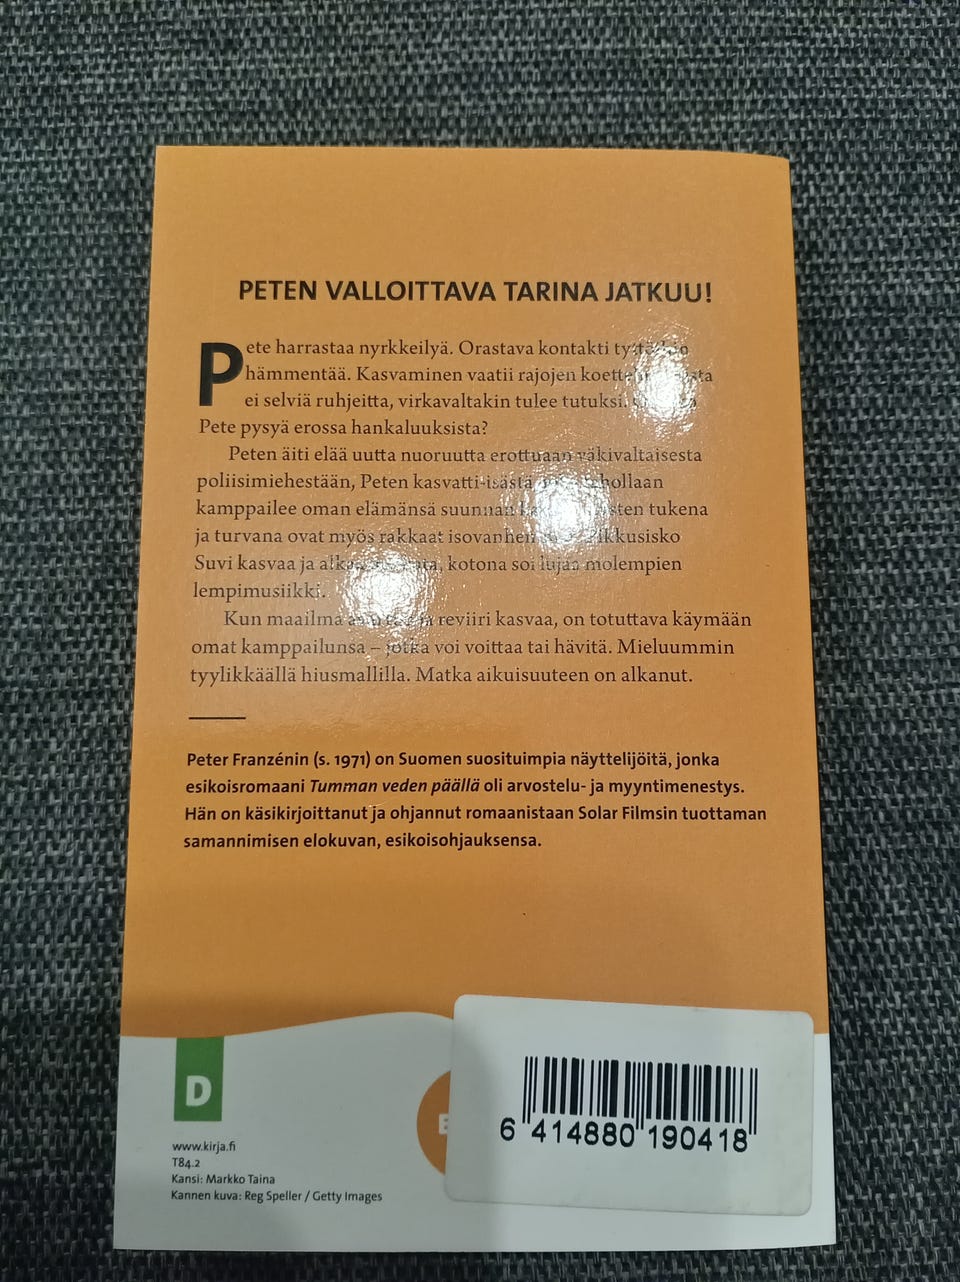 PETEN VALLOITTAVA TARINA JATKUU!
Pete harrastaa nyrkkeilyä. Orastava kontakti
hämmentää. Kasvaminen vaatii rajojen
ei selviä ruhjeitta, virkavaltakin tulee tutuksi.
Pete pysyä erossa hankaluuksista?
Peten äiti elää uutta nuoruutta erottuaan väkivaltaisesta
poliisimiehestään, Peten kasvatti-isästä, tahollaan
kamppailee oman elämänsä suunnan tukena
ja turvana ovat myös rakkaat isovanhemmat. Pikkusisko
Suvi kasvaa ja alkaa kotona soi lujaa molempien
lempimusiikki.
Kun maailma avartuu ja reviiri kasvaa, on totuttava käymään
omat kamppailunsa – jotka voi voittaa tai hävitä. Mieluummin
tyylikkäällä hiusmallilla. Matka aikuisuuteen on alkanut.
Peter Franzénin (s. 1971) on Suomen suosituimpia näyttelijöitä, jonka
esikoisromaani Tumman veden päällä oli arvostelu- ja myyntimenestys.
Hän on käsikirjoittanut ja ohjannut romaanistaan Solar Filmsin tuottaman
samannimisen elokuvan, esikoisohjauksensa.
D
www.kirja.fi
T84.2
Kansi: Markko Taina
Kannen kuva: Reg Speller / Getty Images
6 414880 190418